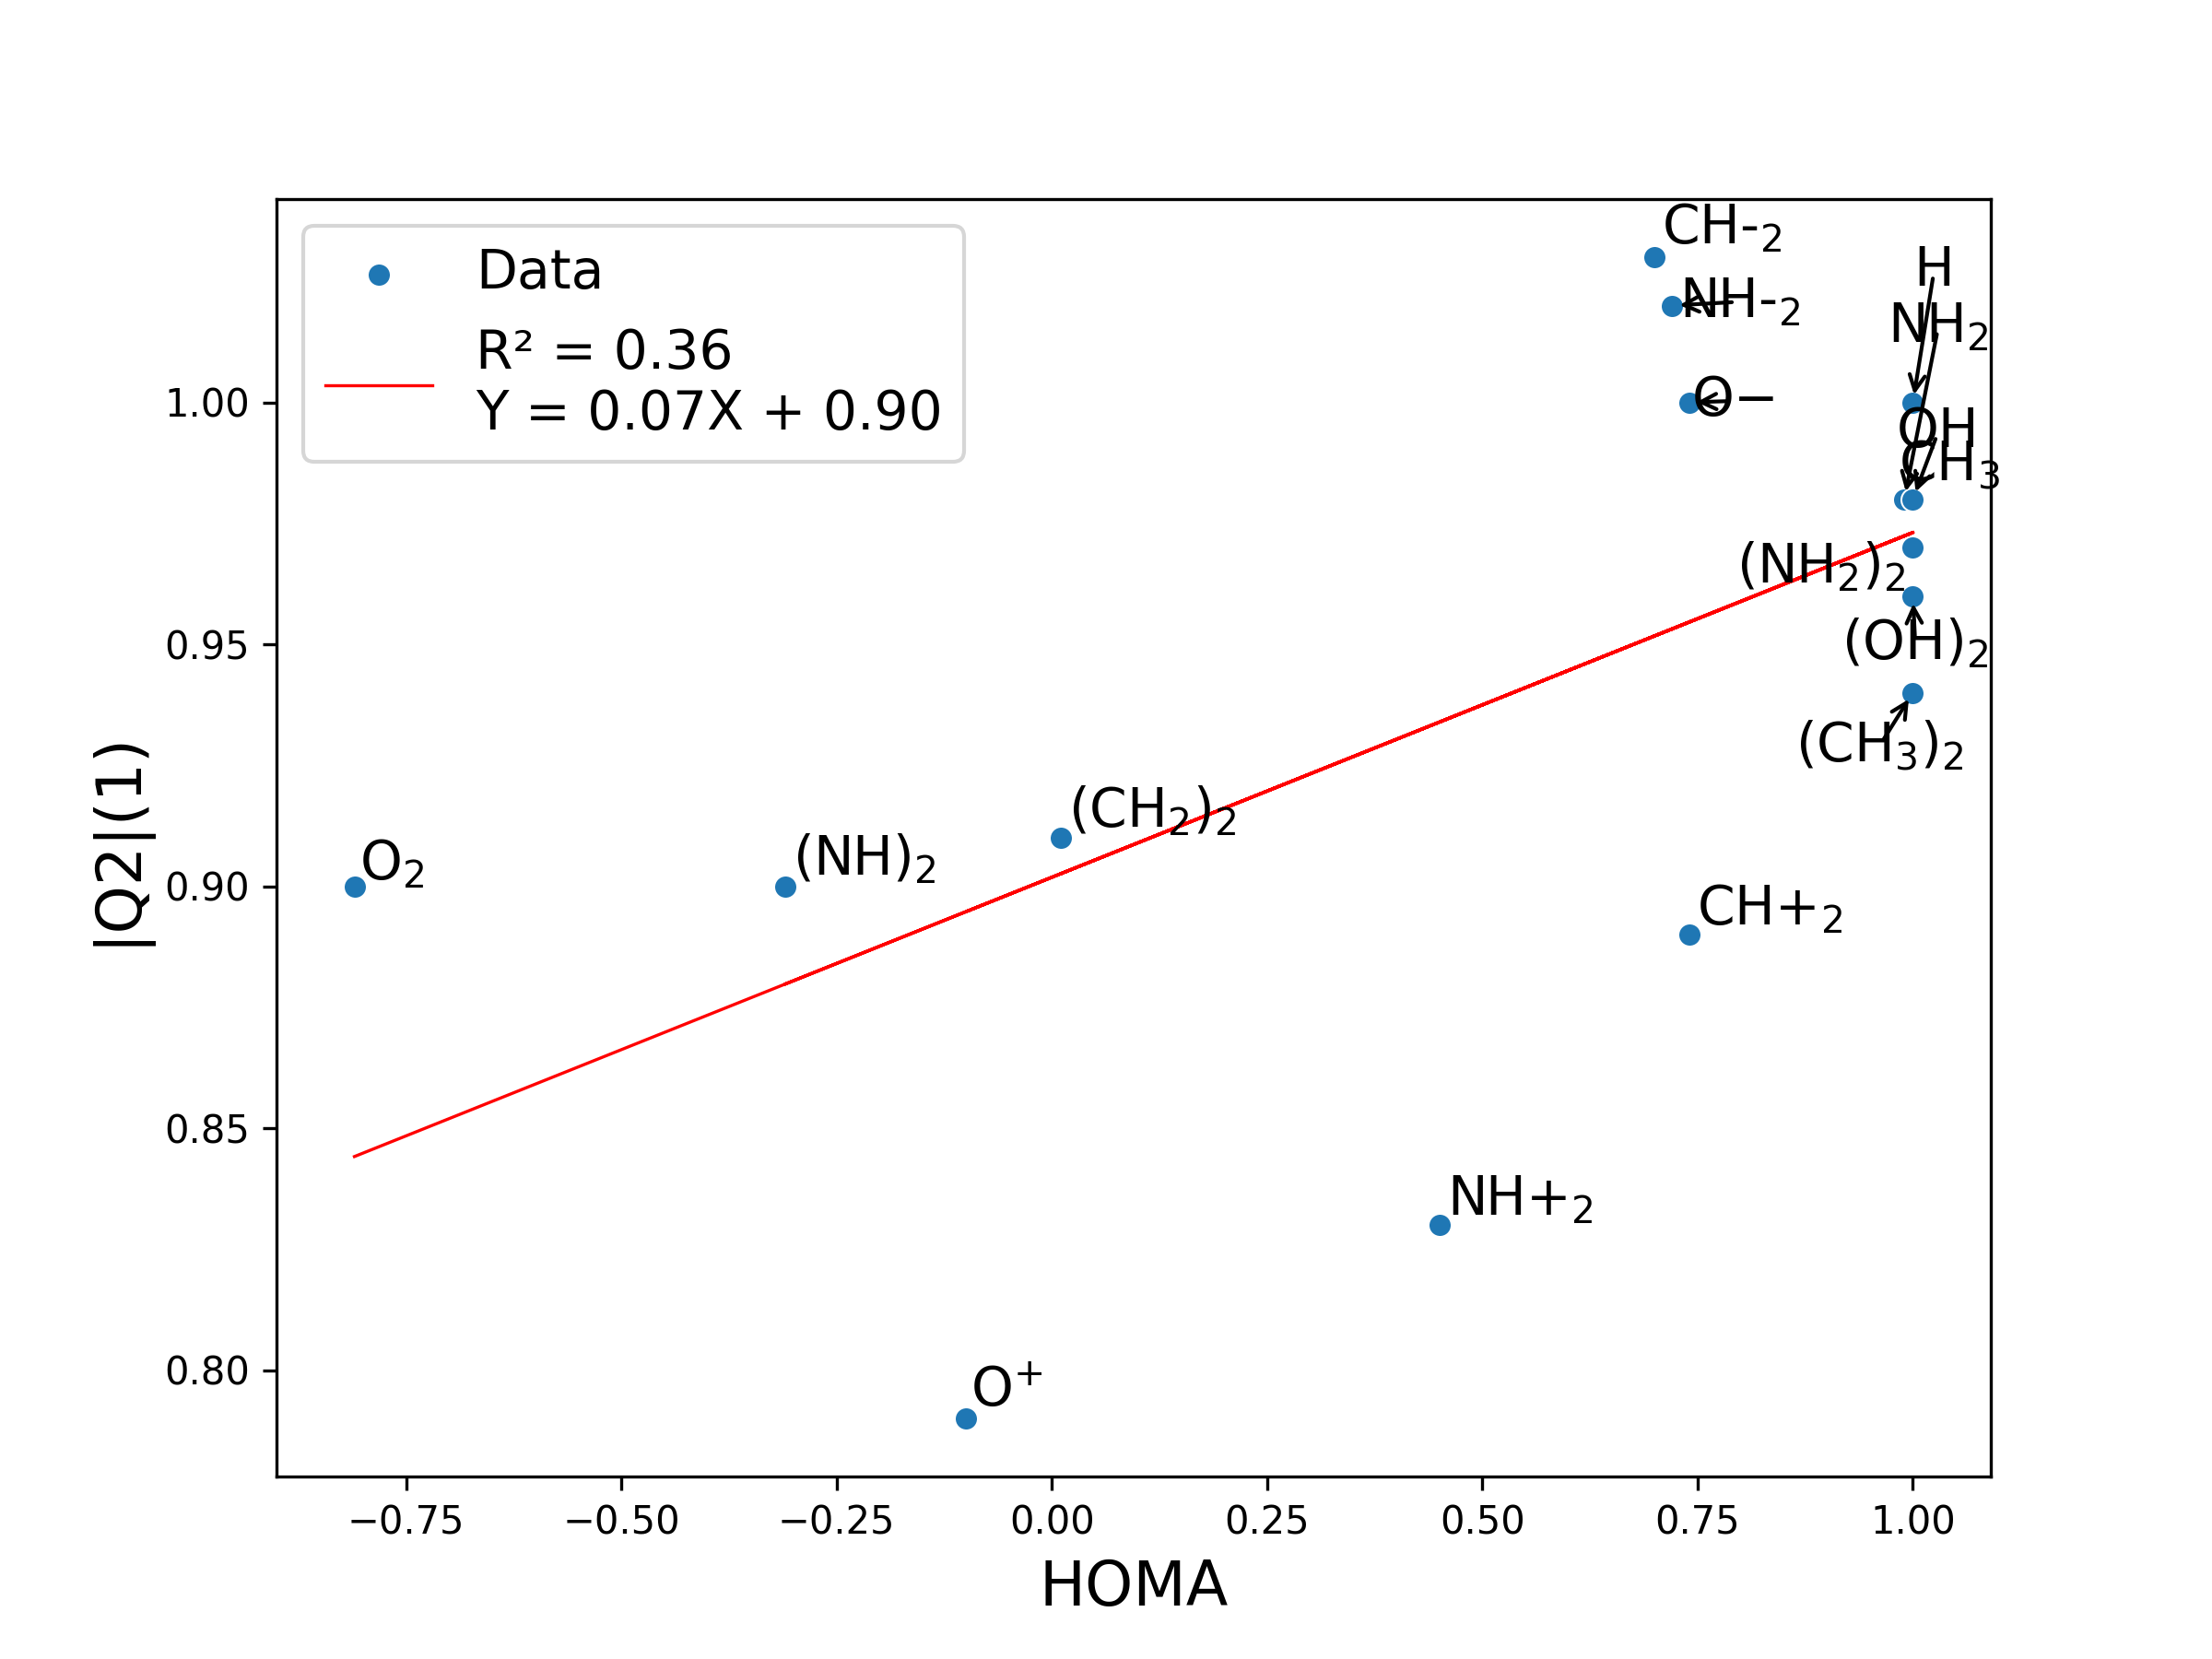 Data
R² = 0.36
Y = 0.07X + 0.90
CH-₂
NH-₂
O−
H
NH₂
OH
CH₃
(NH₂)₂
(OH)₂
(CH₃)₂
(CH₂)₂
(NH)₂
O₂
CH+₂
NH+₂
O⁺
1.00
0.95
0.90
0.85
0.80
|Q2|(1)
−0.75 −0.50 −0.25 0.00 0.25 0.50 0.75 1.00
HOMA